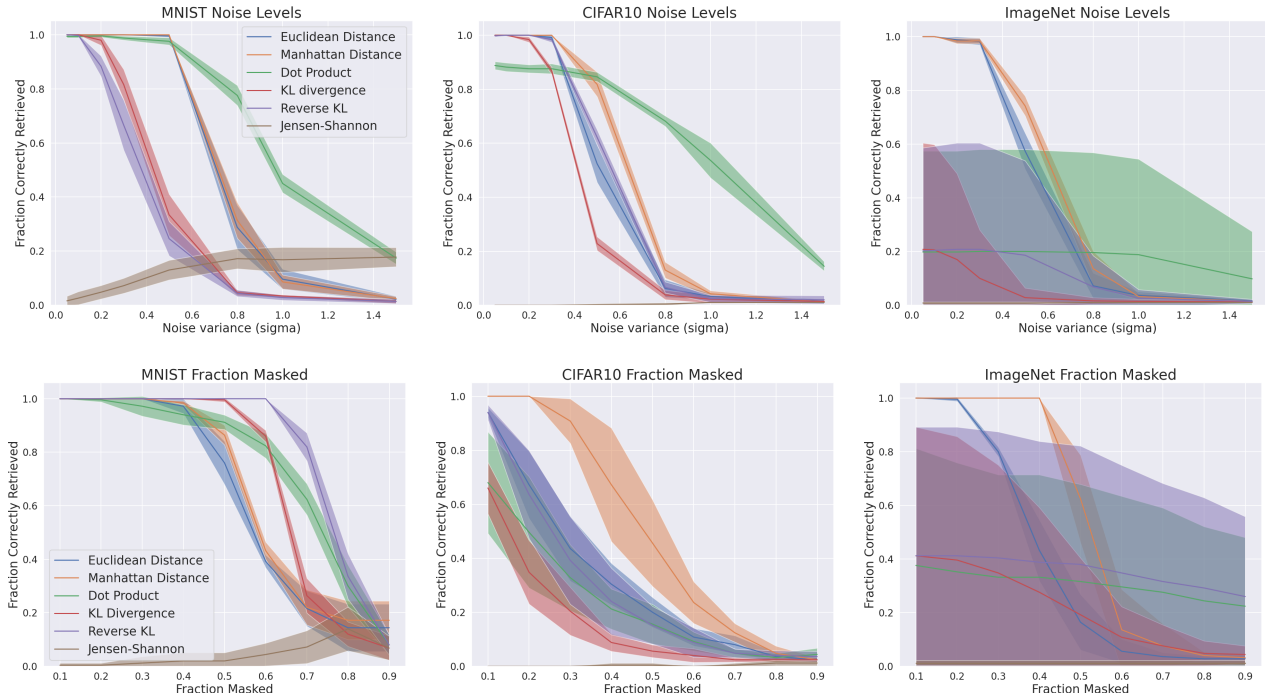 MNIST Noise Levels
Fraction Correctly Retrieved
1.0
0.8
0.6
0.4
0.2
0.0
Euclidean Distance
Manhattan Distance
Dot Product
KL divergence
Reverse KL
Jensen-Shannon
0.0 0.2 0.4 0.6 0.8 1.0 1.2 1.4
Noise variance (sigma)
CIFAR10 Noise Levels
Fraction Correctly Retrieved
1.0
0.8
0.6
0.4
0.2
0.0
0.0 0.2 0.4 0.6 0.8 1.0 1.2 1.4
Noise variance (sigma)
ImageNet Noise Levels
Fraction Correctly Retrieved
1.0
0.8
0.6
0.4
0.2
0.0
0.0 0.2 0.4 0.6 0.8 1.0 1.2 1.4
Noise variance (sigma)
MNIST Fraction Masked
Fraction Correctly Retrieved
1.0
0.8
0.6
0.4
0.2
0.0
Euclidean Distance
Manhattan Distance
Dot Product
KL Divergence
Reverse KL
Jensen-Shannon
0.1 0.2 0.3 0.4 0.5 0.6 0.7 0.8 0.9
Fraction Masked
CIFAR10 Fraction Masked
Fraction Correctly Retrieved
1.0
0.8
0.6
0.4
0.2
0.0
0.1 0.2 0.3 0.4 0.5 0.6 0.7 0.8 0.9
Fraction Masked
ImageNet Fraction Masked
Fraction Correctly Retrieved
1.0
0.8
0.6
0.4
0.2
0.0
0.1 0.2 0.3 0.4 0.5 0.6 0.7 0.8 0.9
Fraction Masked